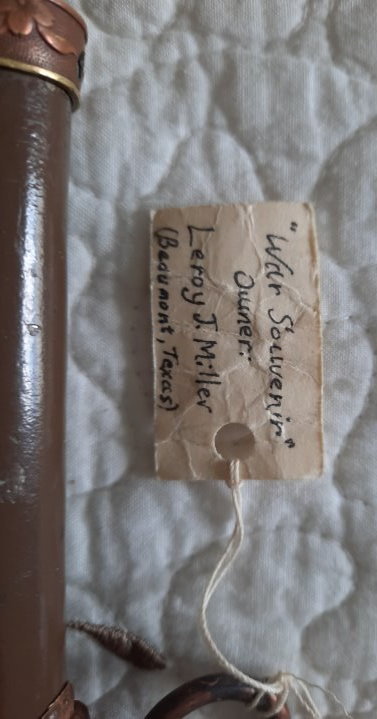 "War Souvenir"
Owner:
Leroy J. Miller
(Beaumont, Texas)